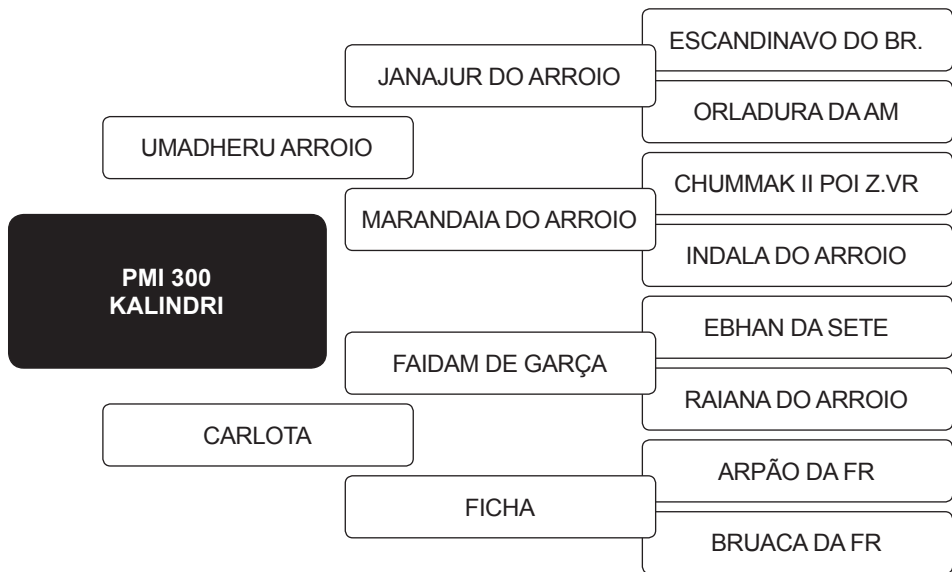 ESCANDINAVO DO BR.
JANAJUR DO ARROIO
ORLADURA DA AM
UMADHERU ARROIO
CHUMMAK II POI Z.VR
MARANDAIA DO ARROIO
INDALA DO ARROIO
PMI 300
KALINDRI
EBHAN DA SETE
FAIDAM DE GARÇA
RAIANA DO ARROIO
CARLOTA
ARPÃO DA FR
FICHA
BRUACA DA FR